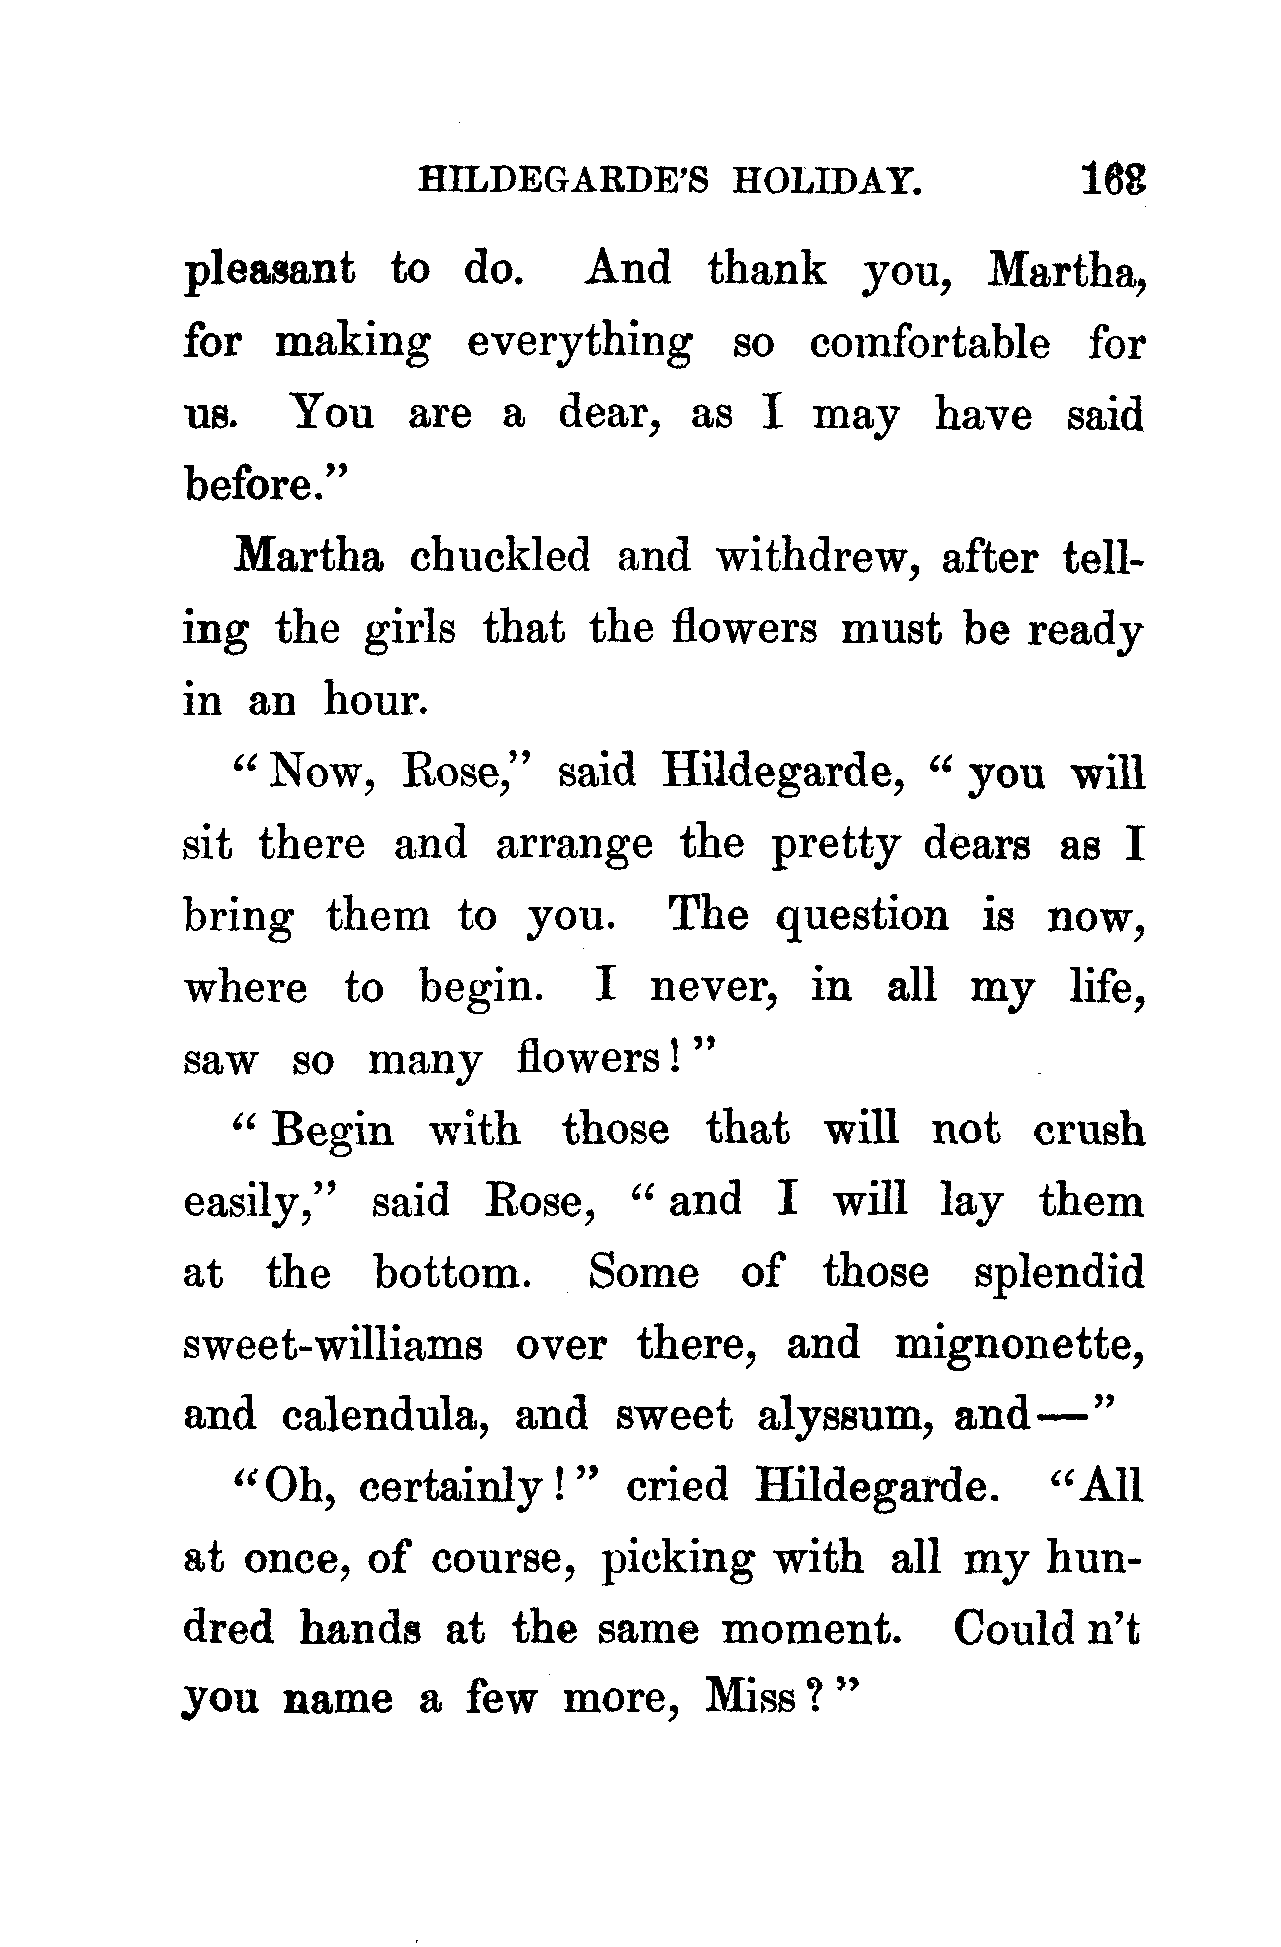 HILDEGARDE'S HOLIDAY. 163
pleasant to do. And thank you, Martha,
for making everything so comfortable for
us. You are a dear, as I may have said
before."
Martha chuckled and withdrew, after tell-
ing the girls that the flowers must be ready
in an hour.
"Now, Rose," said Hildegarde, "you will
sit there and arrange the pretty dears as I
bring them to you. The question is now,
where to begin. I never, in all my life,
saw so many flowers!"
"Begin with those that will not crush
easily," said Rose, "and I will lay them
at the bottom. Some of those splendid
sweet-williams over there, and mignonette,
and calendula, and sweet alyssum, and—"
"Oh, certainly!" cried Hildegarde. "All
at once, of course, picking with all my hun-
dred hands at the same moment. Could n't
you name a few more, Miss?"